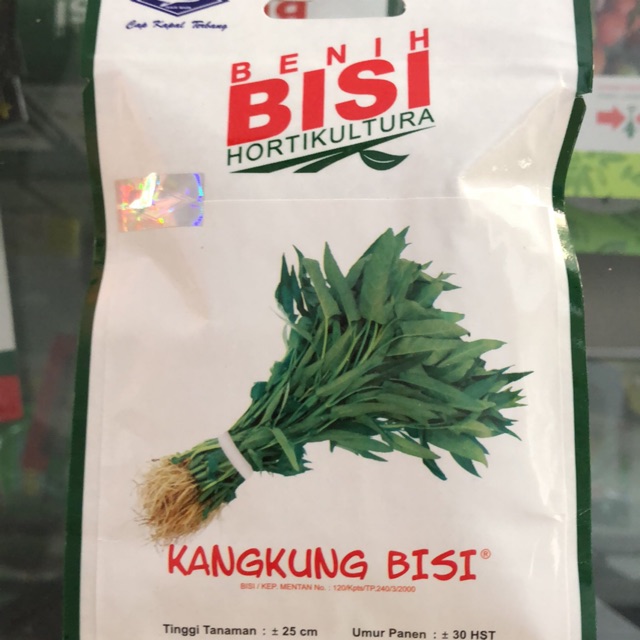 Cap Kapal Terbang
BENIH
BISI
HORTIKULTURA
KANGKUNG BISI®
BISI / KEP. MENTAN No. : 120/Kpts/TP.240/3/2000
Tinggi Tanaman : ± 25 cm Umur Panen : ± 30 HST